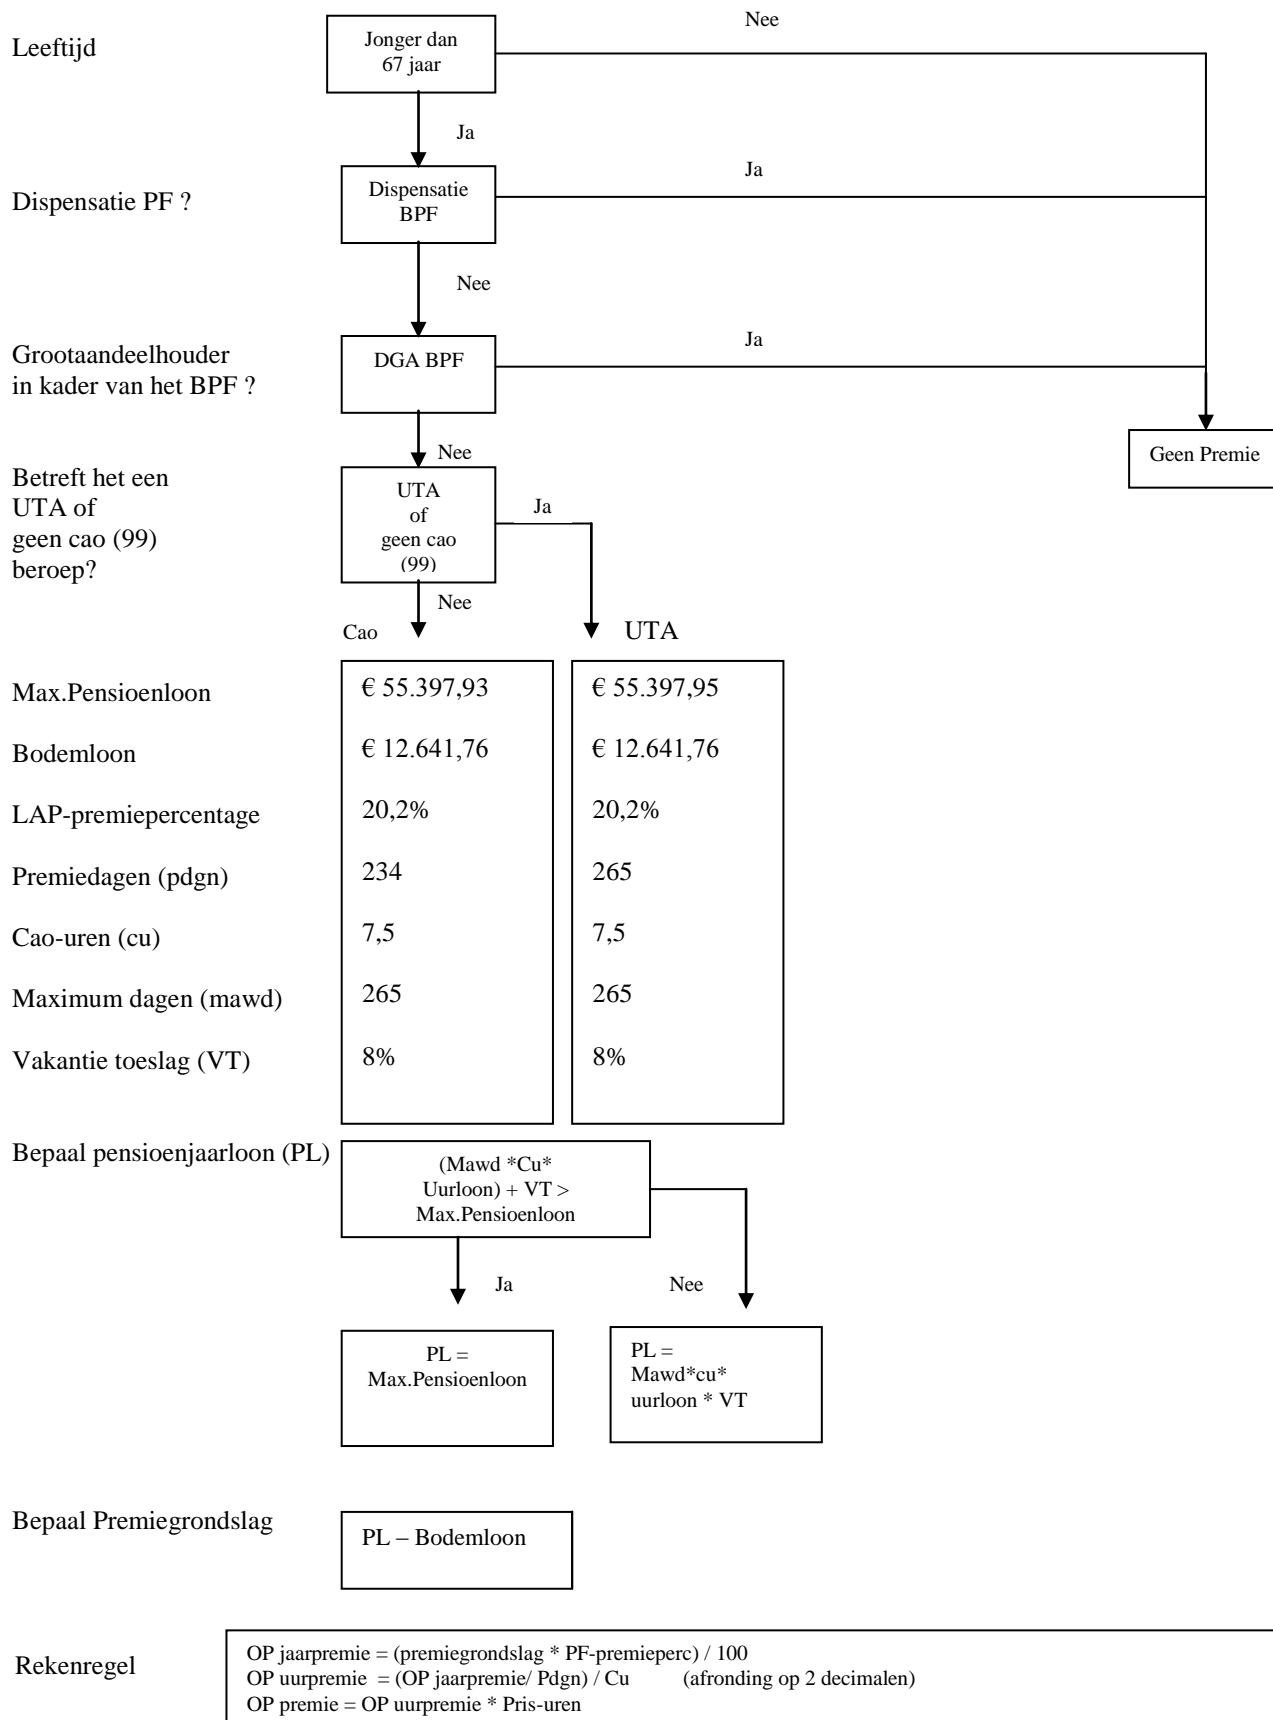 Nee
Leeftijd
Jonger dan
67 jaar
Ja
Dispensatie PF ?
Dispensatie
BPF
Ja
Nee
Grootaandeelhouder
in kader van het BPF ?
DGA BPF
Ja
Nee
Geen Premie
Betreft het een
UTA of
geen cao (99)
beroep?
UTA
of
geen cao
(99)
Ja
Nee
Cao
UTA
Max.Pensioenloon € 55.397,93 € 55.397,95
Bodemloon € 12.641,76 € 12.641,76
LAP-premiepercentage 20,2% 20,2%
Premiedagen (pdgn) 234 265
Cao-uren (cu) 7,5 7,5
Maximum dagen (mawd) 265 265
Vakantie toeslag (VT) 8% 8%
Bepaal pensioenjaarloon (PL)
(Mawd *Cu*
Uurloon) + VT >
Max.Pensioenloon
Ja
Nee
PL =
Max.Pensioenloon
PL =
Mawd*cu*
uurloon * VT
Bepaal Premiegrondslag
PL – Bodemloon
Rekenregel
OP jaarpremie = (premiegrondslag * PF-premieperc) / 100
OP uurpremie = (OP jaarpremie/ Pdgn) / Cu (afronding op 2 decimalen)
OP premie = OP uurpremie * Pris-uren